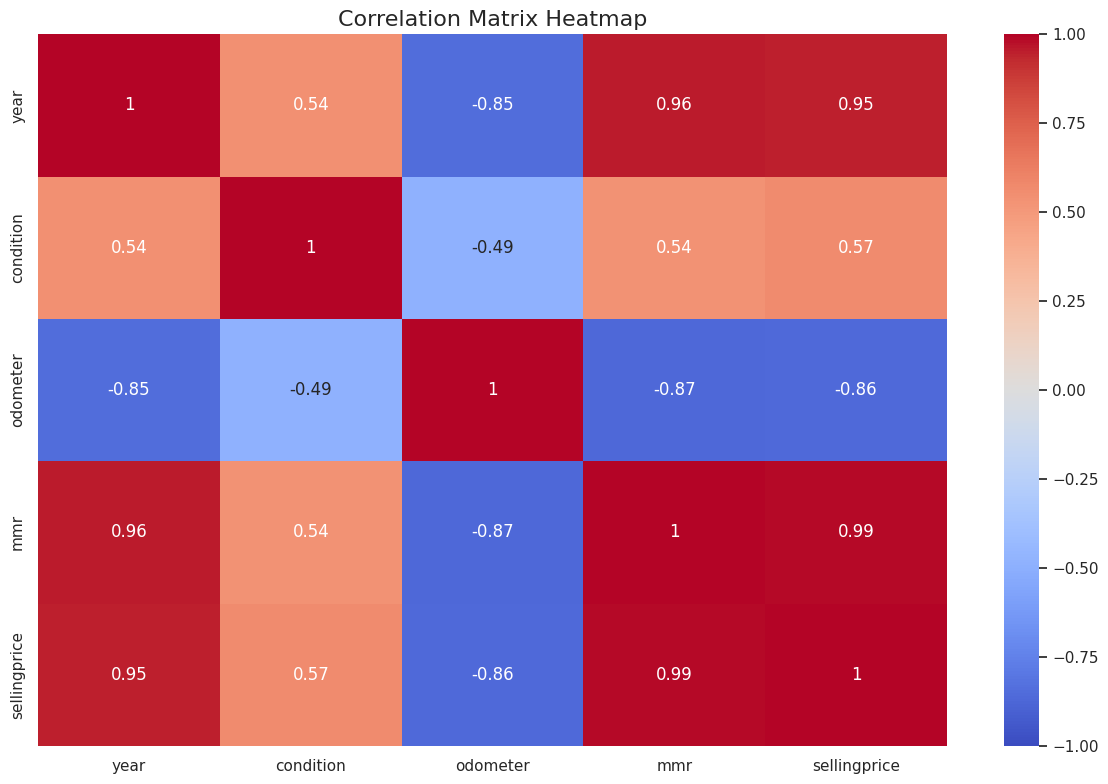 Correlation Matrix Heatmap
year 1 0.54 -0.85 0.96 0.95
condition 0.54 1 -0.49 0.54 0.57
odometer -0.85 -0.49 1 -0.87 -0.86
mmr 0.96 0.54 -0.87 1 0.99
sellingprice 0.95 0.57 -0.86 0.99 1
year condition odometer mmr sellingprice
1.00
0.75
0.50
0.25
0.00
−0.25
−0.50
−0.75
−1.00